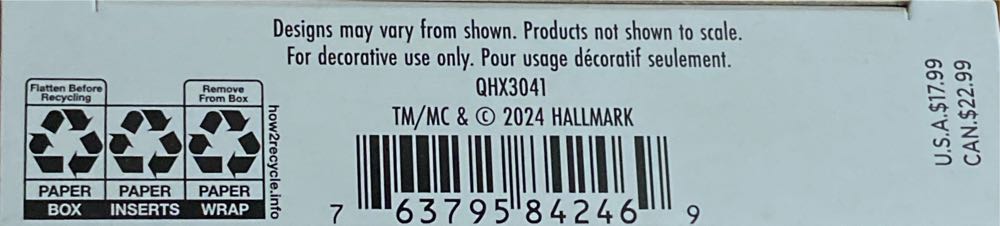 Designs may vary from shown. Products not shown to scale.
For decorative use only. Pour usage décoratif seulement.
QHX3041
TM/MC & © 2024 HALLMARK
Flatten Before
Recycling
Remove
From Box
PAPER
BOX
PAPER
INSERTS
PAPER
WRAP
how2recycle.info
7 63795 84246 9
U.S.A.$17.99
CAN.$22.99